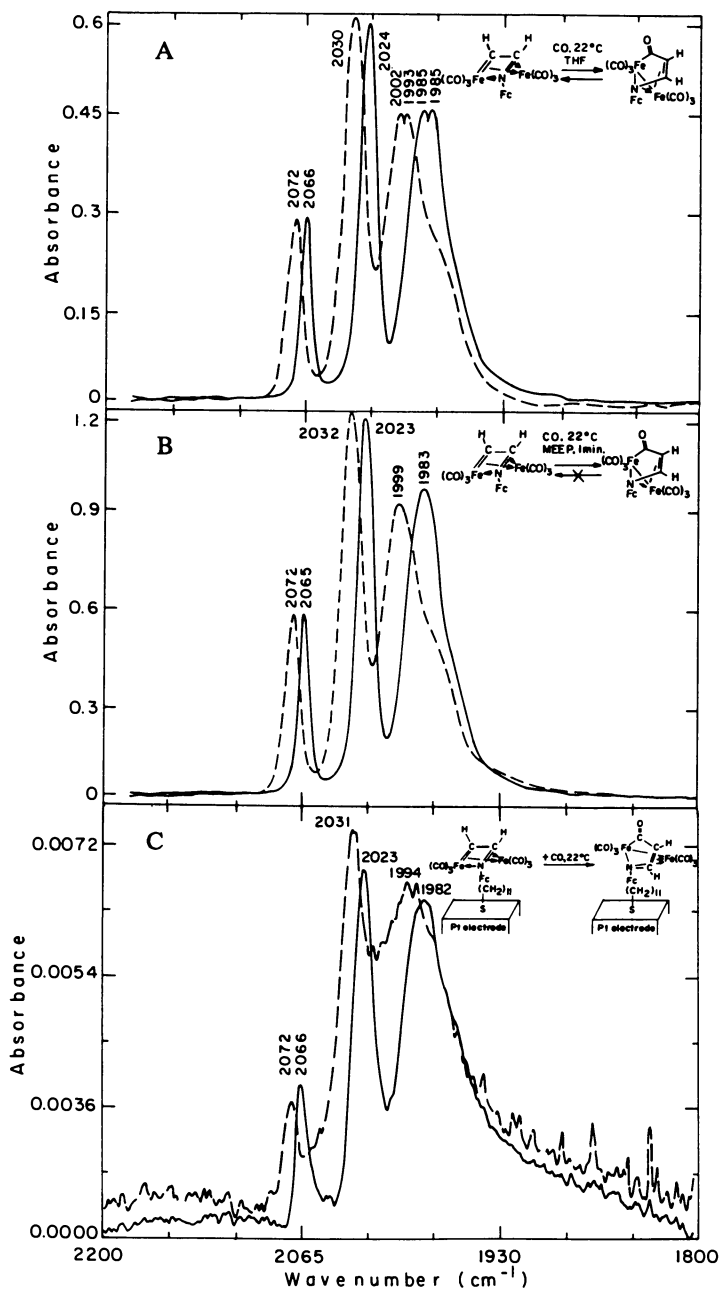 A
0.6
0.45
0.3
0.15
0
Absorbance
2072
2066
2030
2024
2002
1993
1985
1985
H
H
C
C
(CO)₃Fe
N
Fe(CO)₃
Fc
CO, 22°C
THF
O
(CO)₃Fe
H
H
N
Fc
Fe(CO)₃
B
1.2
0.9
0.6
0.3
0
Absorbance
2072
2065
2032
2023
1999
1983
H
H
C
C
(CO)₃Fe
N
Fe(CO)₃
Fc
CO, 22°C
MEEP, 1min.
O
(CO)₃Fe
H
H
N
Fc
Fe(CO)₃
C
0.0072
0.0054
0.0036
0.0000
Absorbance
2072
2066
2031
2023
1994
1982
H
H
C
C
(CO)₃Fe
N
Fe(CO)₃
Fc
(CH₂)₁₁
S
Pt electrode
+CO,22°C
O
C
(CO)₃Fe
H
Fe(CO)₃
N
C
H
Fc
(CH₂)₁₁
S
Pt electrode
2200
2065
1930
1800
Wavenumber (cm⁻¹)